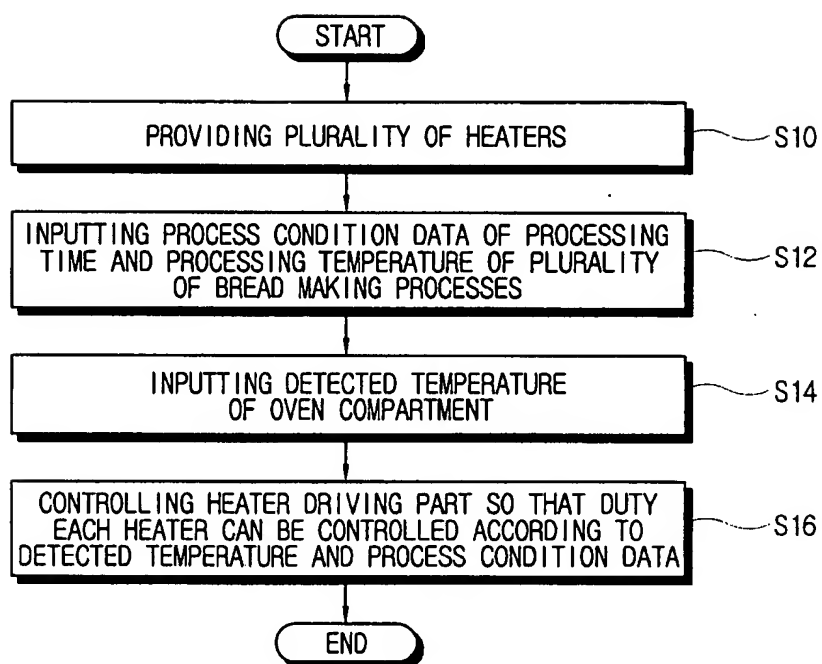 START
PROVIDING PLURALITY OF HEATERS
S10
INPUTTING PROCESS CONDITION DATA OF PROCESSING
TIME AND PROCESSING TEMPERATURE OF PLURALITY
OF BREAD MAKING PROCESSES
S12
INPUTTING DETECTED TEMPERATURE
OF OVEN COMPARTMENT
S14
CONTROLLING HEATER DRIVING PART SO THAT DUTY
EACH HEATER CAN BE CONTROLLED ACCORDING TO
DETECTED TEMPERATURE AND PROCESS CONDITION DATA
S16
END